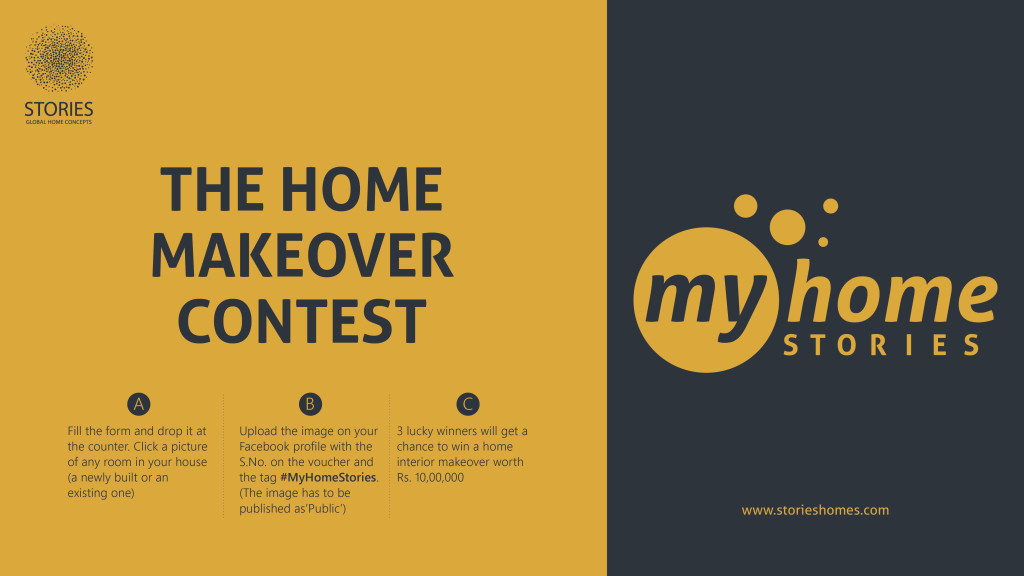 STORIES
GLOBAL HOME CONCEPTS
THE HOME
MAKEOVER
CONTEST
A
Fill the form and drop it at
the counter. Click a picture
of any room in your house
(a newly built or an
existing one)
B
Upload the image on your
Facebook profile with the
S.No. on the voucher and
the tag #MyHomeStories.
(The image has to be
published as‘Public’)
C
3 lucky winners will get a
chance to win a home
interior makeover worth
Rs. 10,00,000
my home
STORIES
www.storieshomes.com